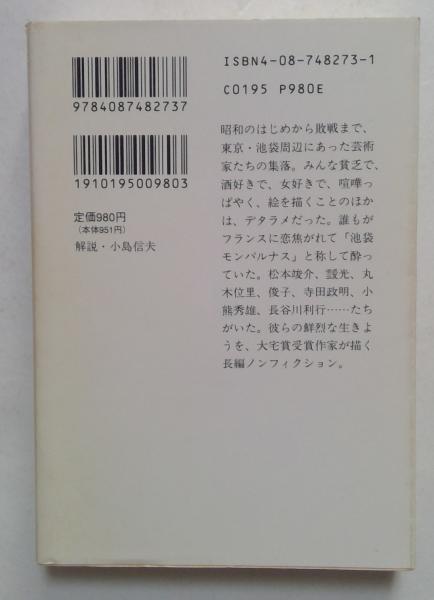 ISBN4-08-748273-1
C0195 P980E
9784087482737
1910195009803
定価980円
(本体951円)
解説・小島信夫
昭和のはじめから敗戦まで、
東京・池袋周辺にあった芸術
家たちの集落。みんな貧乏で、
酒好きで、女好きで、喧嘩っ
ぱやく、絵を描くことのほか
は、デタラメだった。誰もが
フランスに恋焦がれて「池袋
モンパルナス」と称して酔っ
ていた。松本竣介、靉光、丸
木位里、俊子、寺田政明、小
熊秀雄、長谷川利行……たち
がいた。彼らの鮮烈な生きよ
うを、大宅賞受賞作家が描く
長編ノンフィクション。